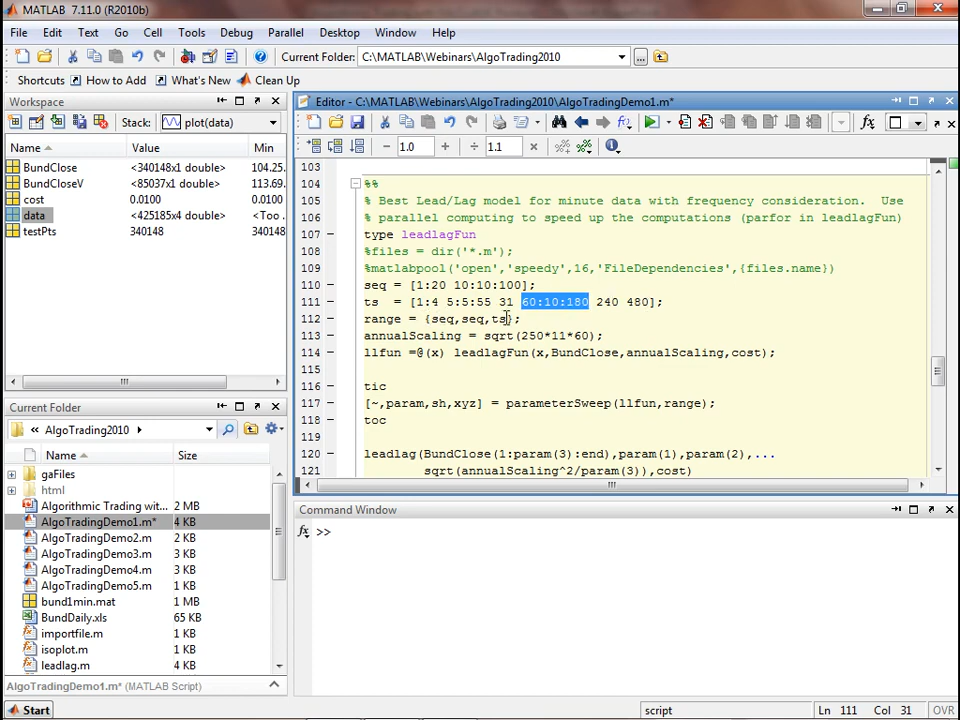 MATLAB 7.11.0 (R2010b)
File Edit Text Go Cell Tools Debug Parallel Desktop Window Help
Current Folder: C:\MATLAB\Webinars\AlgoTrading2010
Shortcuts How to Add What's New Clean Up
Workspace
Stack: plot(data)
Name Value
BundClose <340148x1 double> 104.25
BundCloseV <85037x1 double> 113.69
cost 0.0100 0.0100
data <425185x4 double> <Too ...
testPts 340148 340148
Current Folder
« AlgoTrading2010
Name Size
gaFiles
html
Algorithmic Trading wit... 2 MB
AlgoTradingDemo1.m* 4 KB
AlgoTradingDemo2.m 2 KB
AlgoTradingDemo3.m 3 KB
AlgoTradingDemo4.m 3 KB
AlgoTradingDemo5.m 1 KB
bund1min.mat 1 MB
BundDaily.xls 65 KB
importfile.m 1 KB
isoplot.m 1 KB
leadlag.m 4 KB
AlgoTradingDemo1.m* (MATLAB Script)
Editor - C:\MATLAB\Webinars\AlgoTrading2010\AlgoTradingDemo1.m*
1.0 1.1
103
104 %%
105 % Best Lead/Lag model for minute data with frequency consideration. Use
106 % parallel computing to speed up the computations (parfor in leadlagFun)
107 type leadlagFun
108 %files = dir('*.m');
109 %matlabpool('open','speedy',16,'FileDependencies',{files.name})
110 seq = [1:20 10:10:100];
111 ts = [1:4 5:5:55 31 60:10:180 240 480];
112 range = {seq,seq,ts};
113 annualScaling = sqrt(250*11*60);
114 llfun =@(x) leadlagFun(x,BundClose,annualScaling,cost);
115
116 tic
117 [~,param,sh,xyz] = parameterSweep(llfun,range);
118 toc
119
120 leadlag(BundClose(1:param(3):end),param(1),param(2),...
121 sqrt(annualScaling^2/param(3)),cost)
Command Window
fx >>
Start script Ln 111 Col 31 OVR